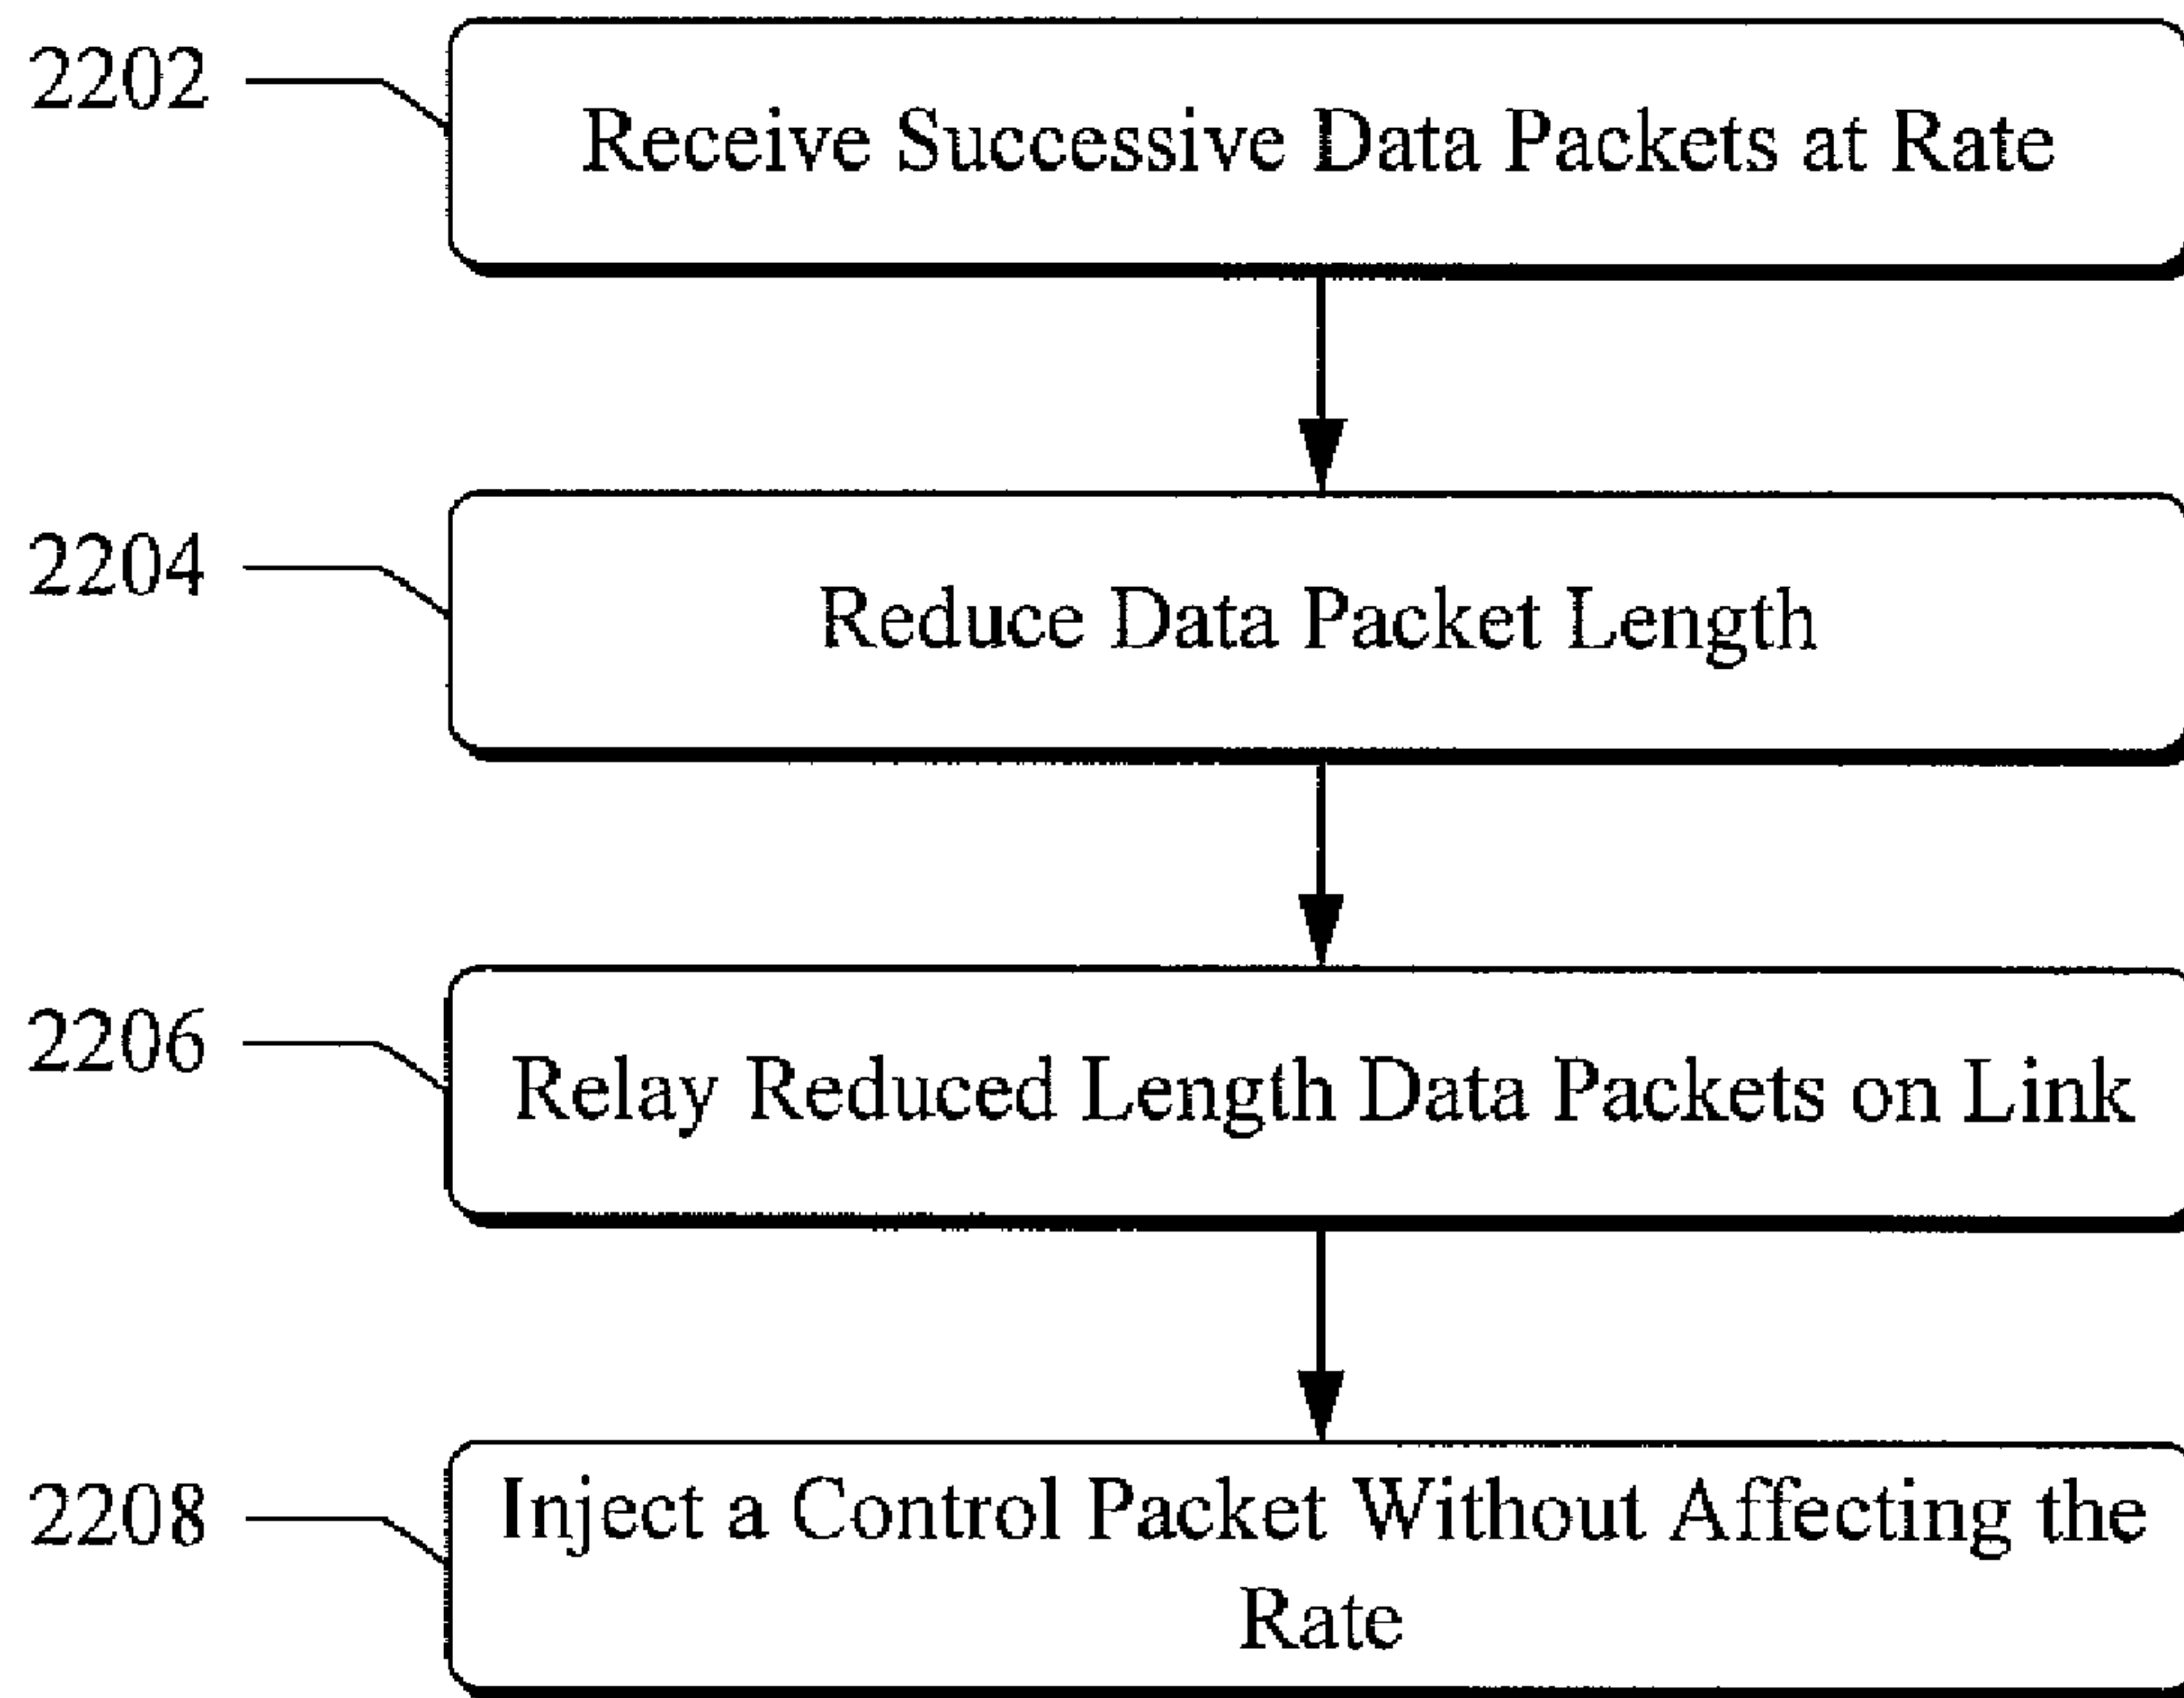 2202
Receive Successive Data Packets at Rate
2204
Reduce Data Packet Length
2206
Relay Reduced Length Data Packets on Link
2208
Inject a Control Packet Without Affecting the
Rate